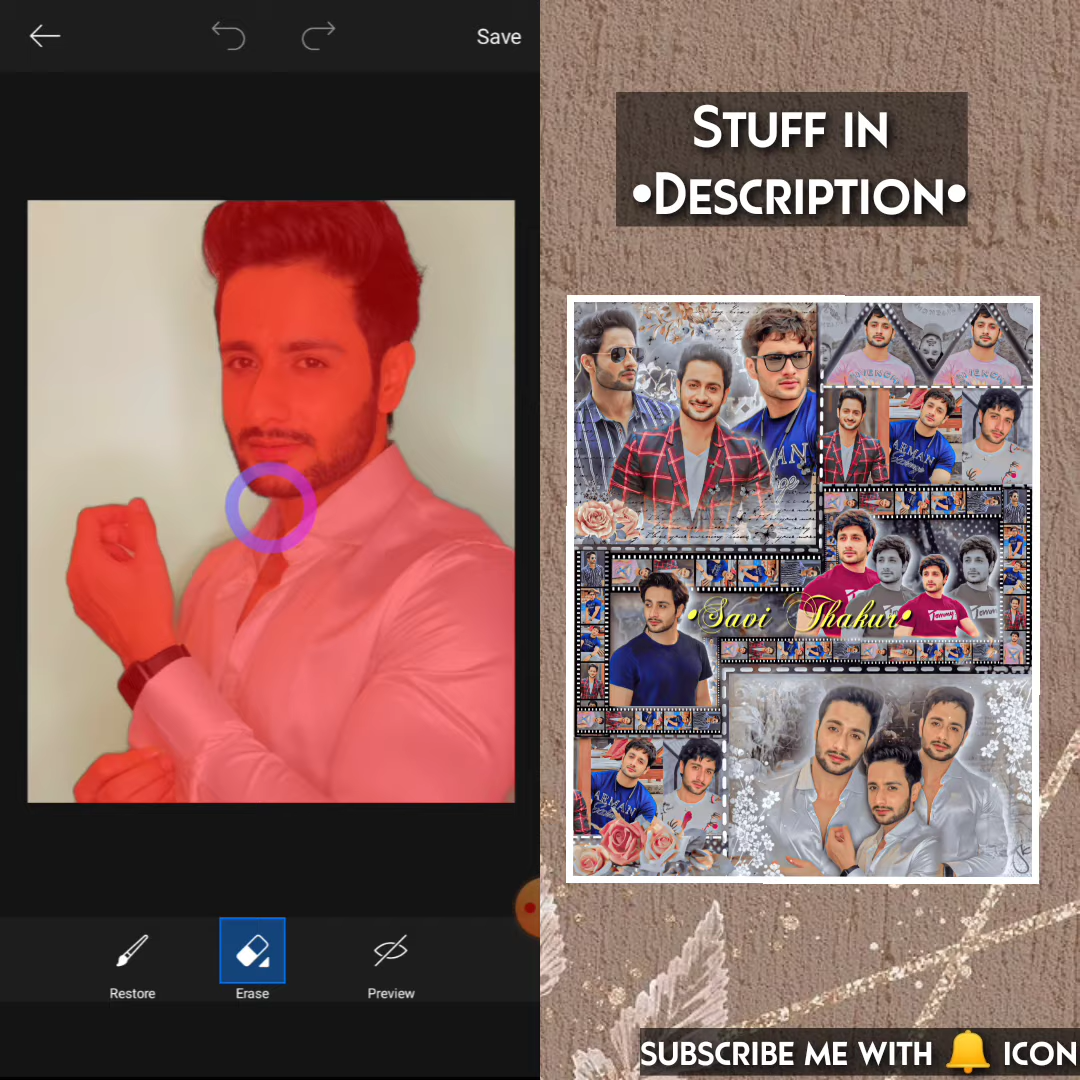 Save
Restore
Erase
Preview
STUFF IN
•DESCRIPTION•
•Savi Thakur•
SUBSCRIBE ME WITH 🔔 ICON